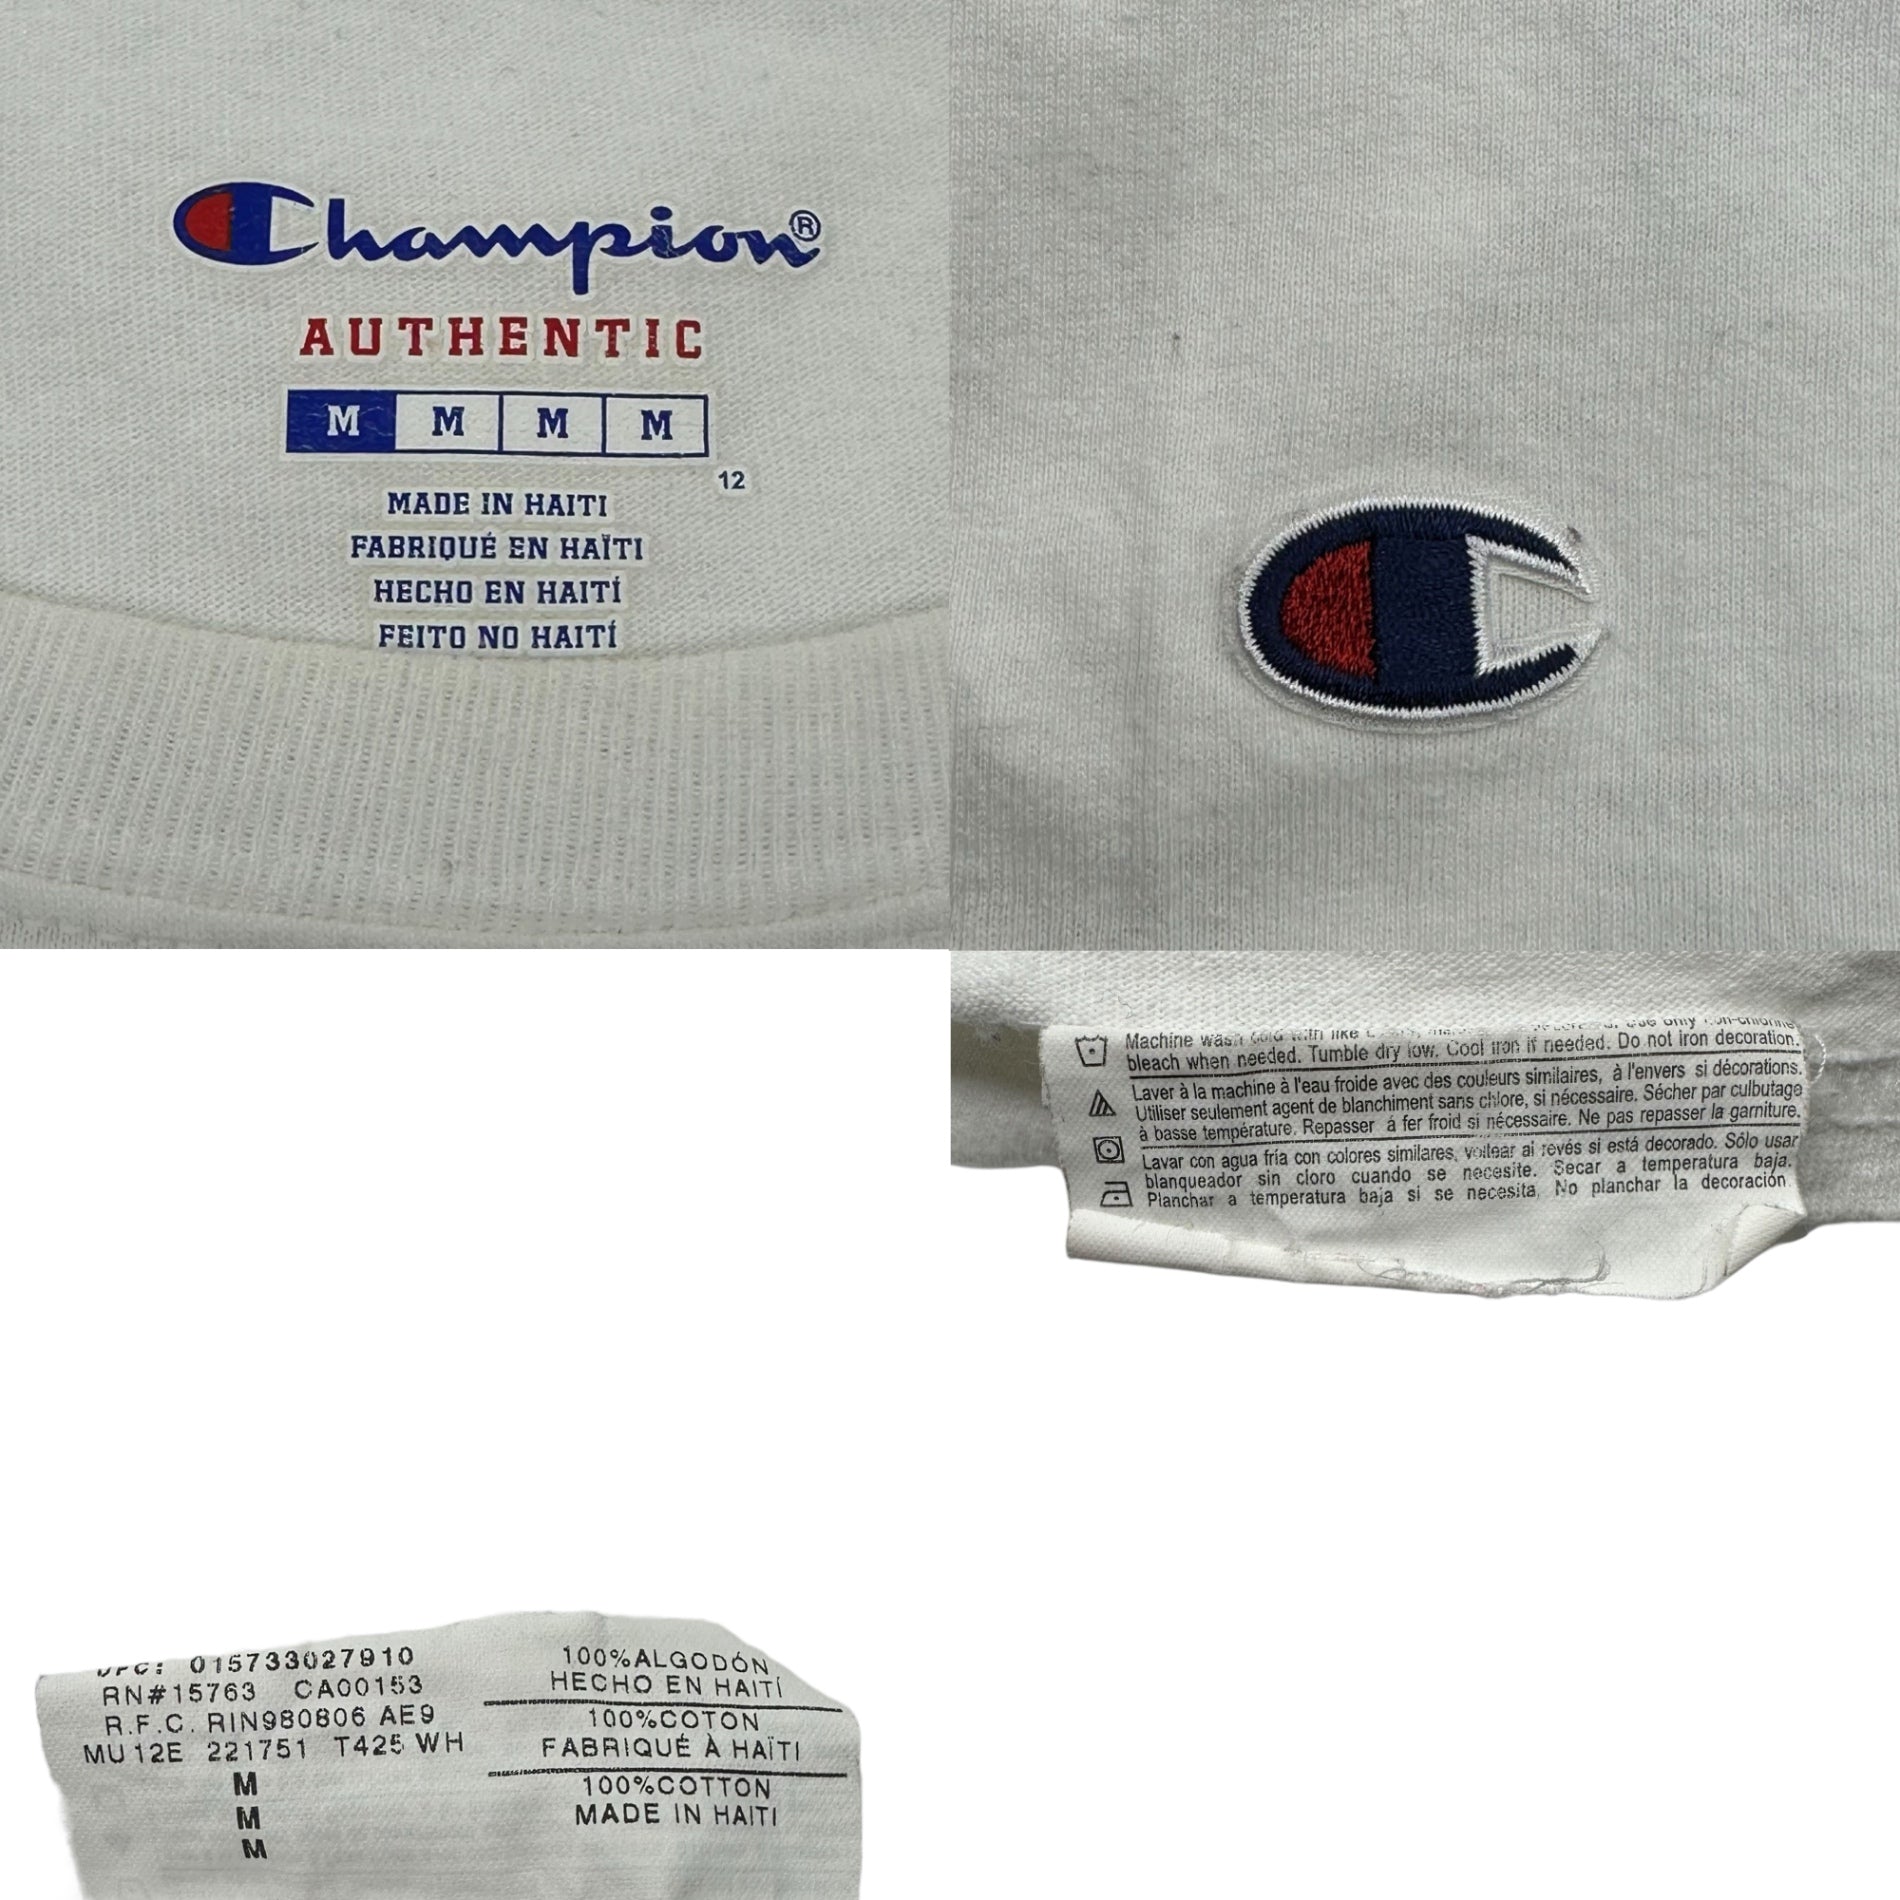 Champion®
AUTHENTIC
M M M M
12
MADE IN HAITI
FABRIQUÉ EN HAÏTI
HECHO EN HAITÍ
FEITO NO HAITÍ
Machine wash cold with like
bleach when needed. Tumble dry low. Cool iron if needed. Do not iron decoration.
Laver à la machine à l'eau froide avec des couleurs similaires, à l'envers si décorations.
Utiliser seulement agent de blanchiment sans chlore, si nécessaire. Sécher par culbutage
à basse température. Repasser á fer froid si nécessaire. Ne pas repasser la garniture.
Lavar con agua fría con colores similares, voltear al revés si está decorado. Sólo usar
blanqueador sin cloro cuando se necesite. Secar a temperatura baja.
Planchar a temperatura baja si se necesita. No planchar la decoración
UPC: 015733027910
RN#15763 CA00153
R.F.C. RIN980806 AE9
MU12E 221751 T425 WH
M
M
M
100%ALGODÓN
HECHO EN HAITÍ
100%COTON
FABRIQUÉ À HAÏTI
100%COTTON
MADE IN HAITI